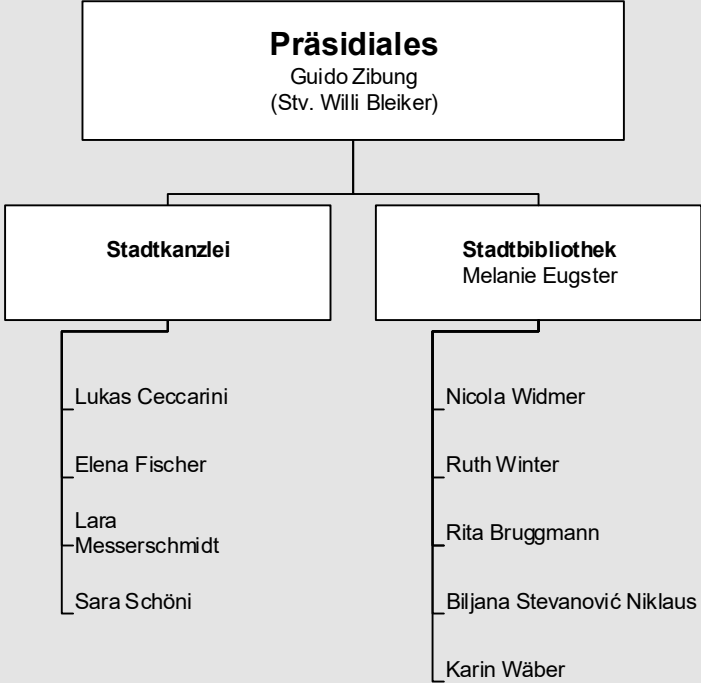 Präsidiales
Guido Zibung
(Stv. Willi Bleiker)
Stadtkanzlei
Lukas Ceccarini
Elena Fischer
Lara
Messerschmidt
Sara Schöni
Stadtbibliothek
Melanie Eugster
Nicola Widmer
Ruth Winter
Rita Bruggmann
Biljana Stevanović Niklaus
Karin Wäber